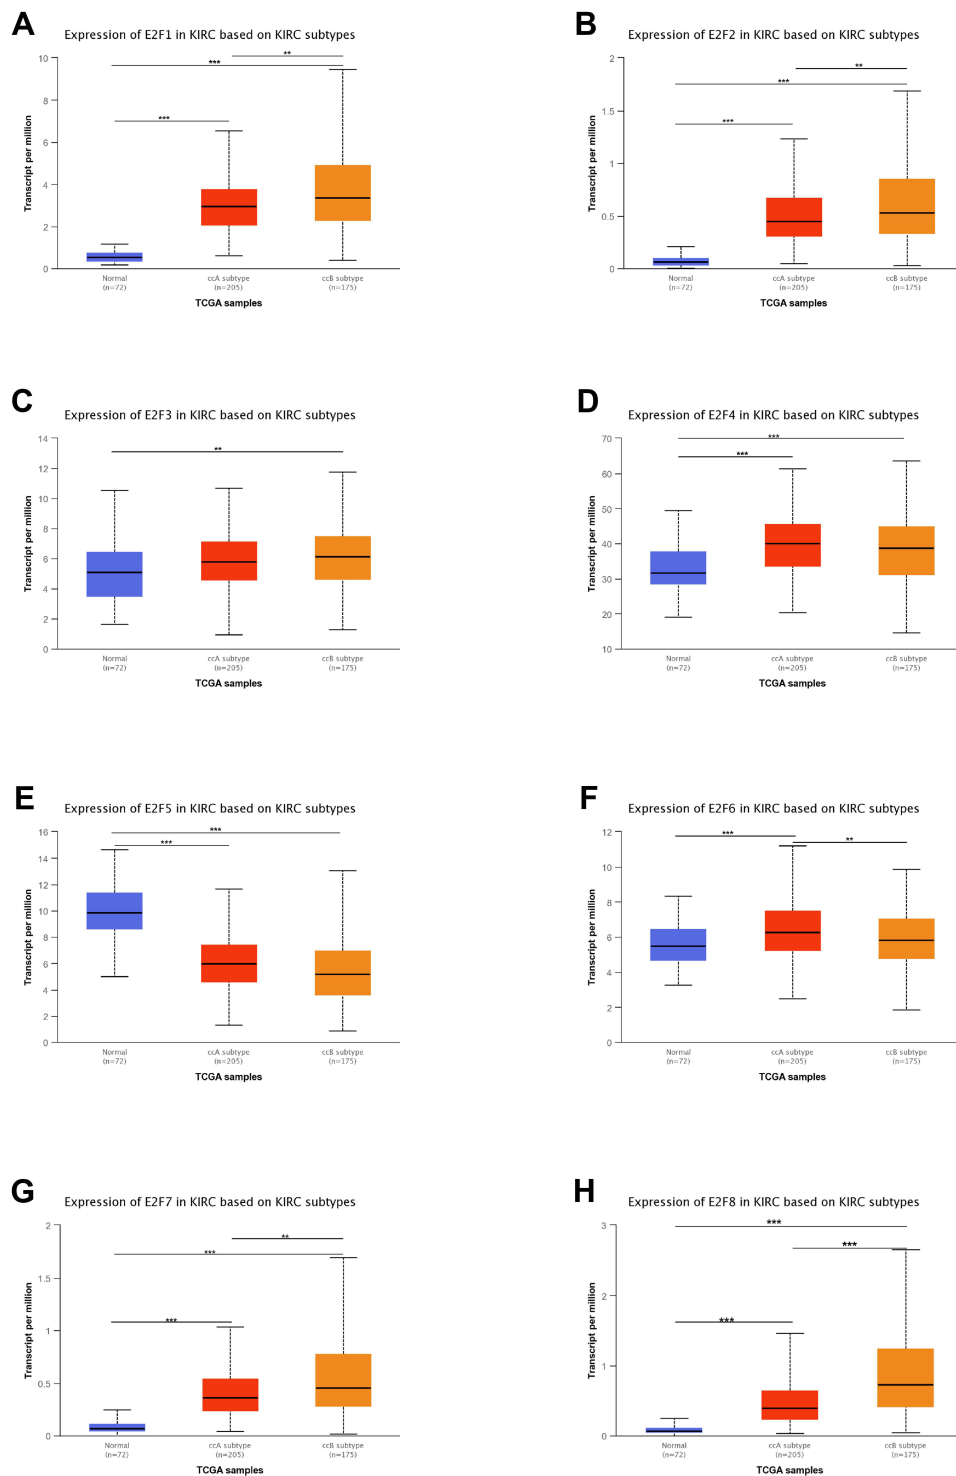 A
Expression of E2F1 in KIRC based on KIRC subtypes
10
8
6
4
2
0
Transcript per million
**
***
***
Normal
(n=72)
ccA subtype
(n=205)
ccB subtype
(n=175)
TCGA samples
B
Expression of E2F2 in KIRC based on KIRC subtypes
2
1.5
1
0.5
0
Transcript per million
**
***
***
Normal
(n=72)
ccA subtype
(n=205)
ccB subtype
(n=175)
TCGA samples
C
Expression of E2F3 in KIRC based on KIRC subtypes
14
12
10
8
6
4
2
0
Transcript per million
**
Normal
(n=72)
ccA subtype
(n=205)
ccB subtype
(n=175)
TCGA samples
D
Expression of E2F4 in KIRC based on KIRC subtypes
70
60
50
40
30
20
10
Transcript per million
***
***
Normal
(n=72)
ccA subtype
(n=205)
ccB subtype
(n=175)
TCGA samples
E
Expression of E2F5 in KIRC based on KIRC subtypes
16
14
12
10
8
6
4
2
0
Transcript per million
***
***
Normal
(n=72)
ccA subtype
(n=205)
ccB subtype
(n=175)
TCGA samples
F
Expression of E2F6 in KIRC based on KIRC subtypes
12
10
8
6
4
2
0
Transcript per million
***
**
Normal
(n=72)
ccA subtype
(n=205)
ccB subtype
(n=175)
TCGA samples
G
Expression of E2F7 in KIRC based on KIRC subtypes
2
1.5
1
0.5
0
Transcript per million
**
***
***
Normal
(n=72)
ccA subtype
(n=205)
ccB subtype
(n=175)
TCGA samples
H
Expression of E2F8 in KIRC based on KIRC subtypes
3
2
1
0
Transcript per million
***
***
***
Normal
(n=72)
ccA subtype
(n=205)
ccB subtype
(n=175)
TCGA samples